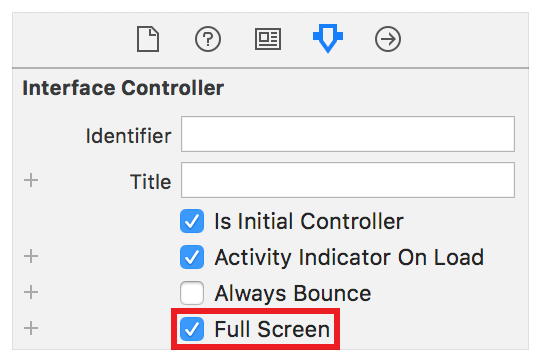 Interface Controller
Identifier
+ Title
Is Initial Controller
+ Activity Indicator On Load
+ Always Bounce
+ Full Screen